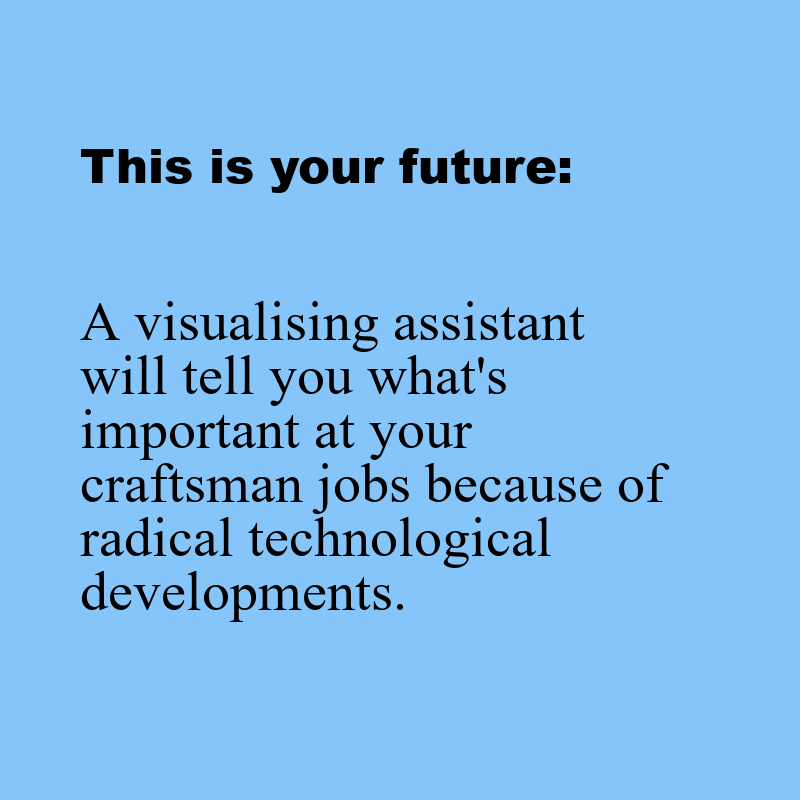 This is your future:
A visualising assistant
will tell you what's
important at your
craftsman jobs because of
radical technological
developments.